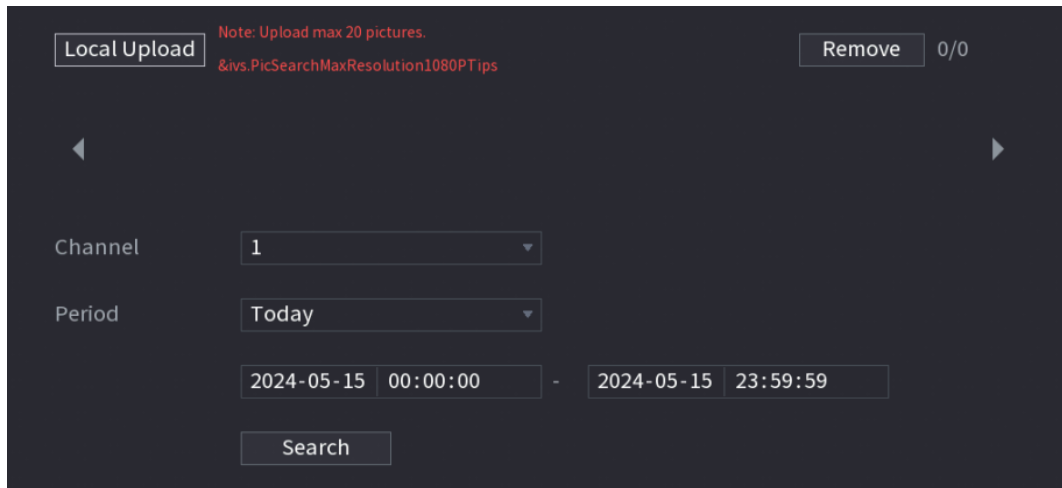 Local Upload
Note: Upload max 20 pictures.
&ivs.PicSearchMaxResolution1080PTips
Remove 0/0
Channel 1
Period Today
2024-05-15 00:00:00 - 2024-05-15 23:59:59
Search